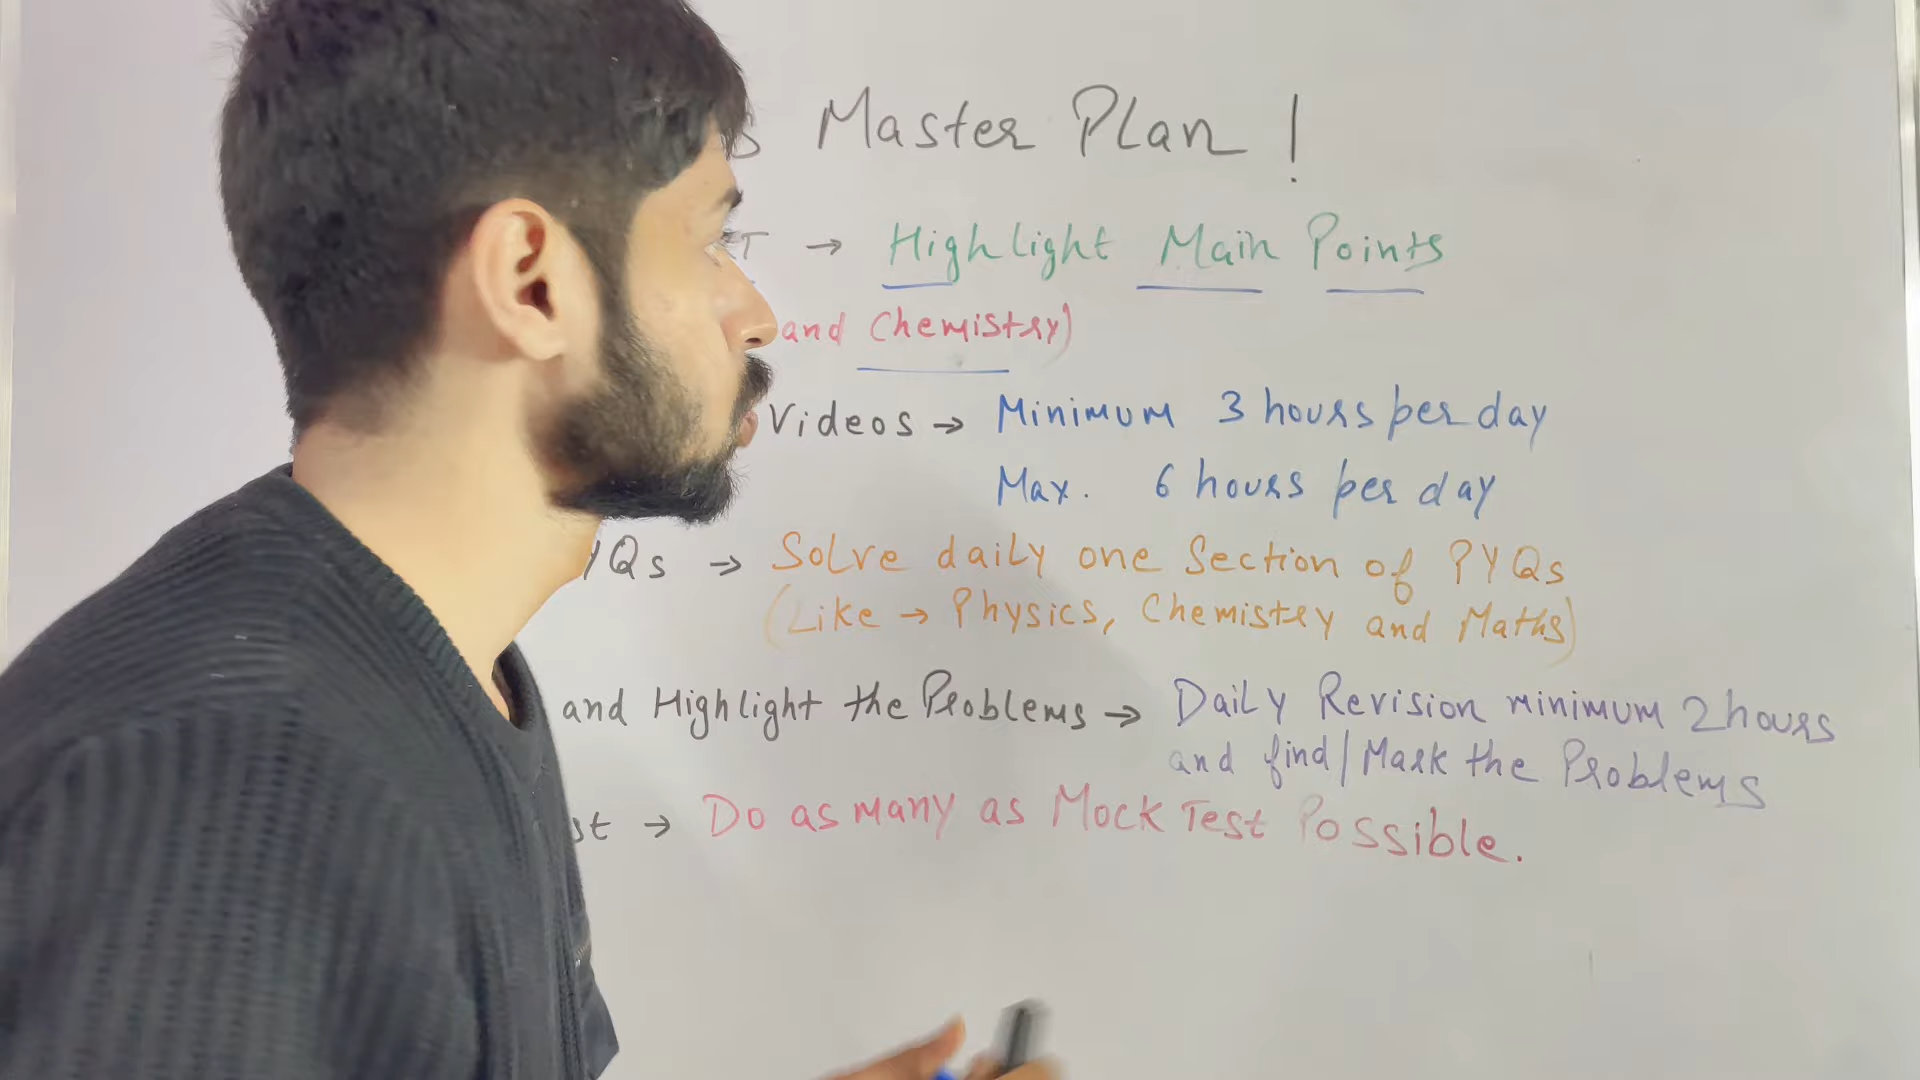 Master Plan !
→ Highlight Main Points
and Chemistry)
Videos → Minimum 3 hours per day
Max. 6 hours per day
YQs → Solve daily one Section of PYQs
(Like → Physics, Chemistry and Maths)
and Highlight the Problems → Daily Revision minimum 2 hours
and find/Mark the Problems
st → Do as many as Mock Test Possible.